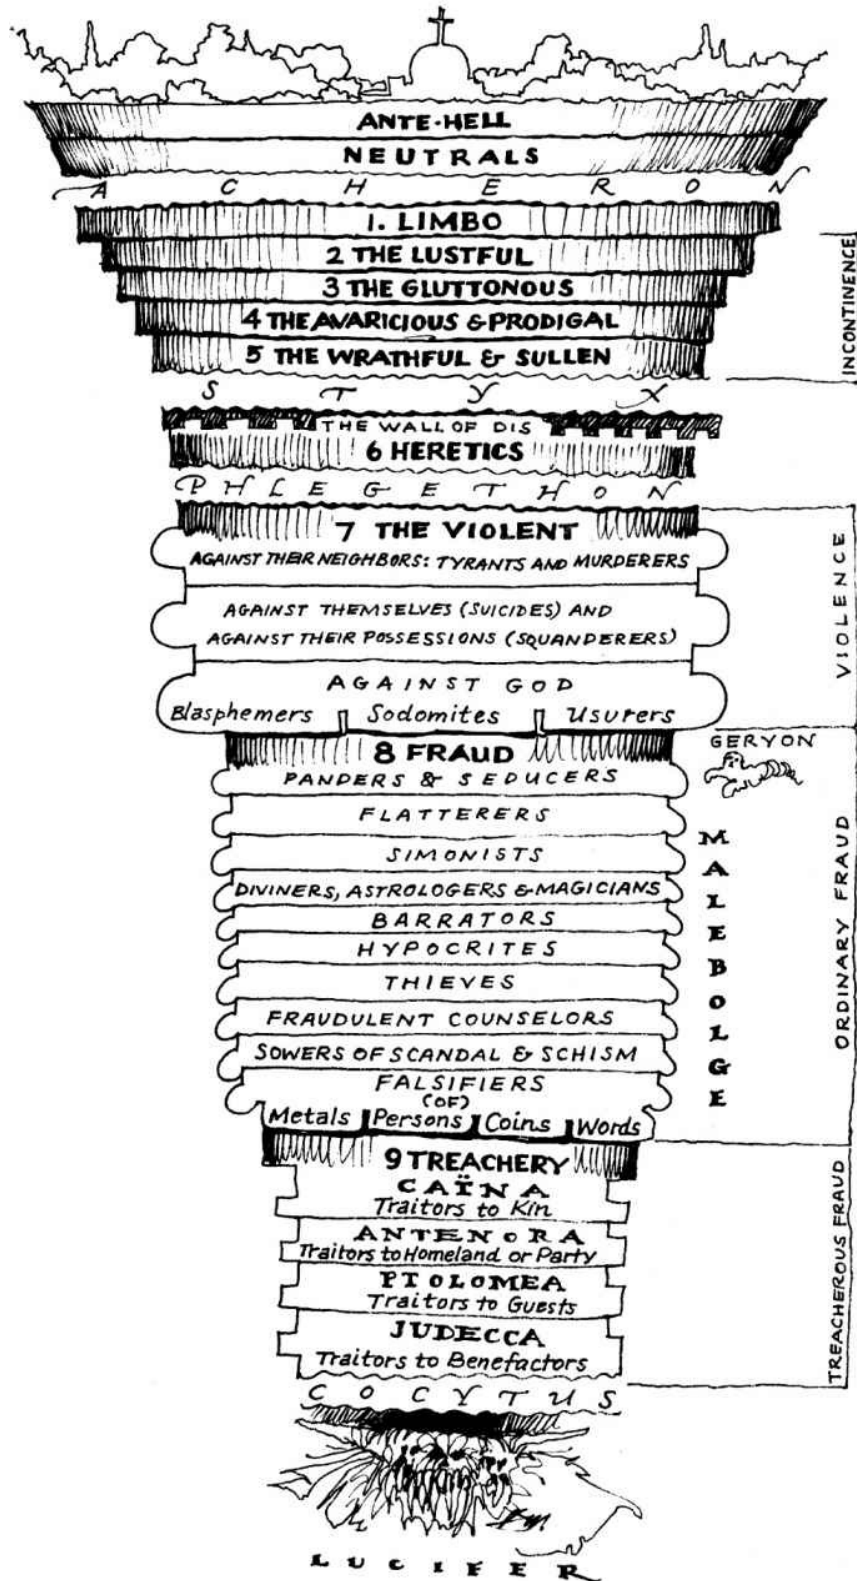 ANTE-HELL
NEUTRALS
ACHERON
1. LIMBO
2 THE LUSTFUL
3 THE GLUTTONOUS
4 THE AVARICIOUS & PRODIGAL
5 THE WRATHFUL & SULLEN
INCONTINENCE
STYX
THE WALL OF DIS
6 HERETICS
PHLEGETHON
7 THE VIOLENT
AGAINST THEIR NEIGHBORS: TYRANTS AND MURDERERS
AGAINST THEMSELVES (SUICIDES) AND
AGAINST THEIR POSSESSIONS (SQUANDERERS)
AGAINST GOD
Blasphemers Sodomites Usurers
VIOLENCE
8 FRAUD
GERYON
PANDERS & SEDUCERS
FLATTERERS
SIMONISTS
DIVINERS, ASTROLOGERS & MAGICIANS
BARRATORS
HYPOCRITES
THIEVES
FRAUDULENT COUNSELORS
SOWERS OF SCANDAL & SCHISM
FALSIFIERS
(OF)
Metals Persons Coins Words
MALEBOLGE
ORDINARY FRAUD
9 TREACHERY
CAÏNA
Traitors to Kin
ANTENORA
Traitors to Homeland or Party
PTOLOMEA
Traitors to Guests
JUDECCA
Traitors to Benefactors
TREACHEROUS FRAUD
COCYTUS
LUCIFER